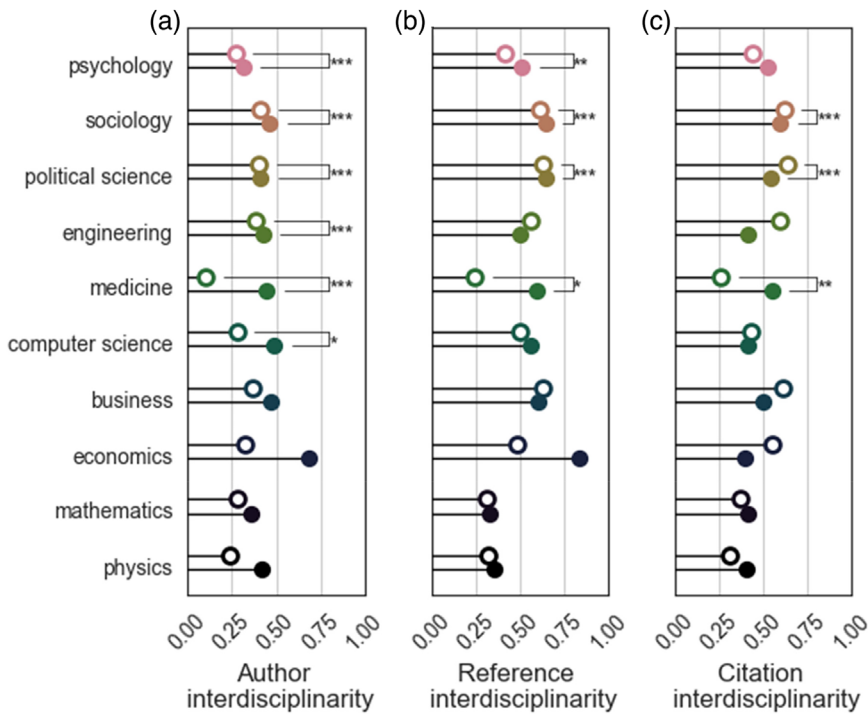 (a) (b) (c)
psychology *** **
sociology *** *** ***
political science *** *** ***
engineering ***
medicine *** * **
computer science *
business
economics
mathematics
physics
0.00 0.25 0.50 0.75 1.00 0.00 0.25 0.50 0.75 1.00 0.00 0.25 0.50 0.75 1.00
Author Reference Citation
interdisciplinarity interdisciplinarity interdisciplinarity